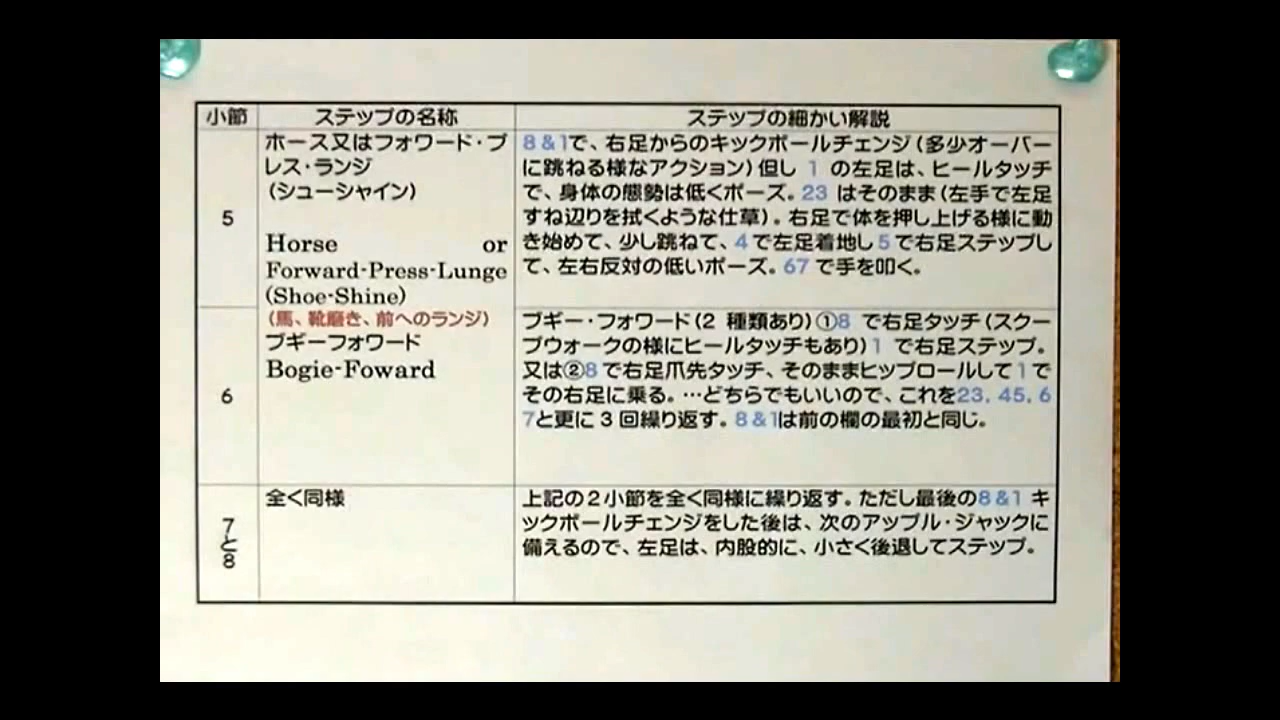 小節 ステップの名称 ステップの細かい解説
5
ホース又はフォワード・プ
レス・ランジ
（シューシャイン）
Horse or
Forward-Press-Lunge
(Shoe-Shine)
（馬、靴磨き、前へのランジ）
8＆1で、右足からのキックボールチェンジ（多少オーバー
に跳ねる様なアクション）但し 1 の左足は、ヒールタッチ
で、身体の態勢は低くポーズ。23 はそのまま（左手で左足
すね辺りを拭くような仕草）。右足で体を押し上げる様に動
き始めて、少し跳ねて、4で左足着地し5で右足ステップし
て、左右反対の低いポーズ。67 で手を叩く。
6
ブギーフォワード
Bogie-Foward
ブギー・フォワード（2 種類あり）①8 で右足タッチ（スクー
プウォークの様にヒールタッチもあり）1 で右足ステップ。
又は②8で右足爪先タッチ、そのままヒップロールして1で
その右足に乗る。…どちらでもいいので、これを23, 45, 6
7と更に 3 回繰り返す。8＆1は前の欄の最初と同じ。
7と8
全く同様
上記の2小節を全く同様に繰り返す。ただし最後の8＆1 キ
ックボールチェンジをした後は、次のアップル・ジャックに
備えるので、左足は、内股的に、小さく後退してステップ。